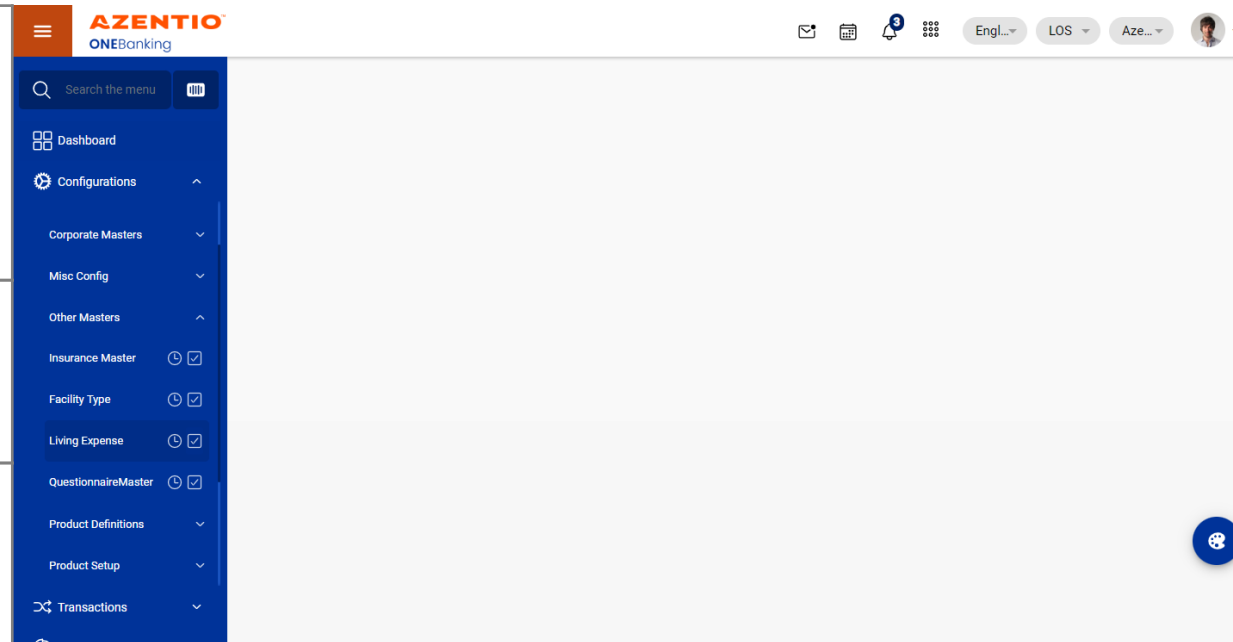 AZENTIO
ONEBanking
3
Engl...
LOS
Aze...
Search the menu
Dashboard
Configurations
Corporate Masters
Misc Config
Other Masters
Insurance Master
Facility Type
Living Expense
QuestionnaireMaster
Product Definitions
Product Setup
Transactions